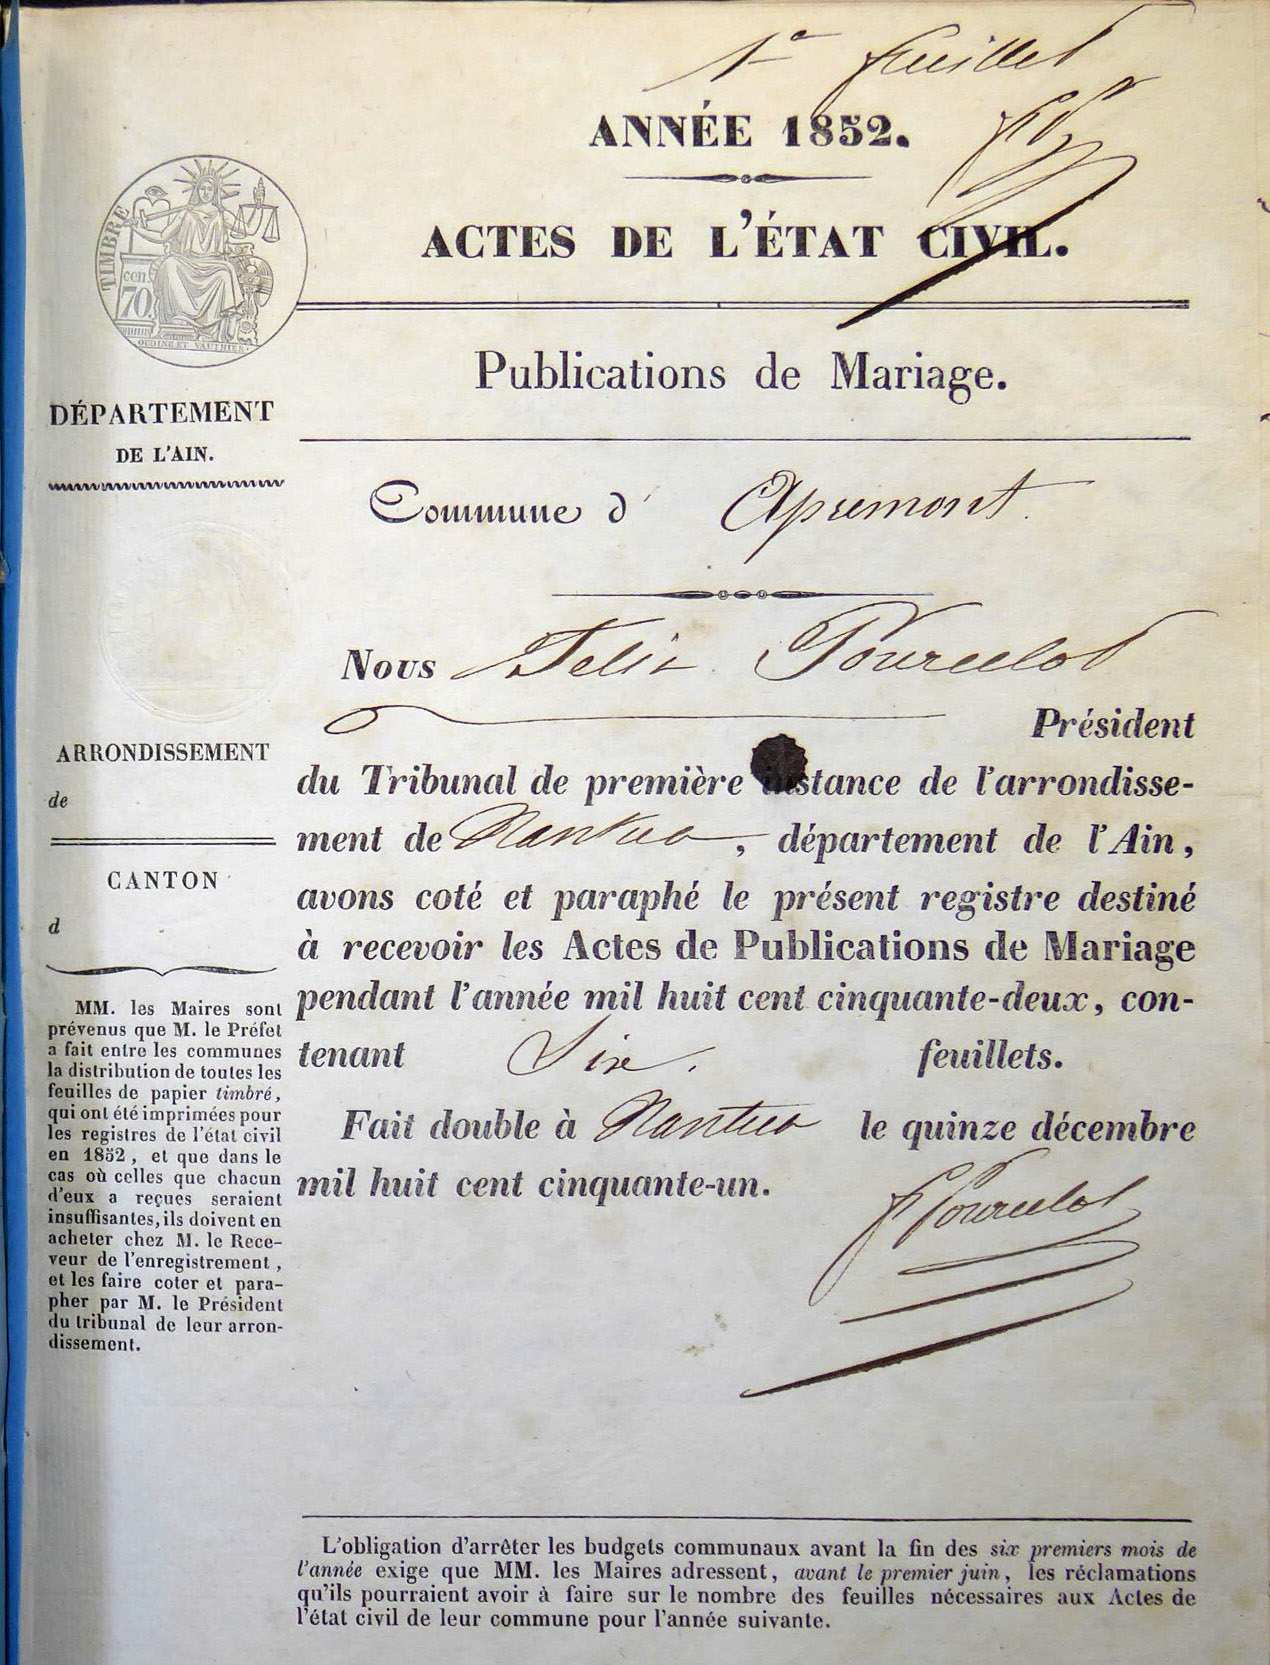 1er feuillet
ANNÉE 1852.
ACTES DE L'ÉTAT CIVIL.
TIMBRE
cen.
70.
OUDINE ET VAUTHIER.
Publications de Mariage.
DÉPARTEMENT
DE L'AIN.
Commune d' Apremont.
Nous Felix Pourcelot
Président
du Tribunal de première instance de l'arrondisse-
ment de Nantua, département de l'Ain,
avons coté et paraphé le présent registre destiné
à recevoir les Actes de Publications de Mariage
pendant l'année mil huit cent cinquante-deux, con-
tenant Six. feuillets.
Fait double à Nantua le quinze décembre
mil huit cent cinquante-un.
F Pourcelot
ARRONDISSEMENT
de
CANTON
d
MM. les Maires sont
prévenus que M. le Préfet
a fait entre les communes
la distribution de toutes les
feuilles de papier timbré,
qui ont été imprimées pour
les registres de l'état civil
en 1852, et que dans le
cas où celles que chacun
d'eux a reçues seraient
insuffisantes, ils doivent en
acheter chez M. le Rece-
veur de l'enregistrement,
et les faire coter et para-
pher par M. le Président
du tribunal de leur arron-
dissement.
L'obligation d'arrêter les budgets communaux avant la fin des six premiers mois de
l'année exige que MM. les Maires adressent, avant le premier juin, les réclamations
qu'ils pourraient avoir à faire sur le nombre des feuilles nécessaires aux Actes de
l'état civil de leur commune pour l'année suivante.